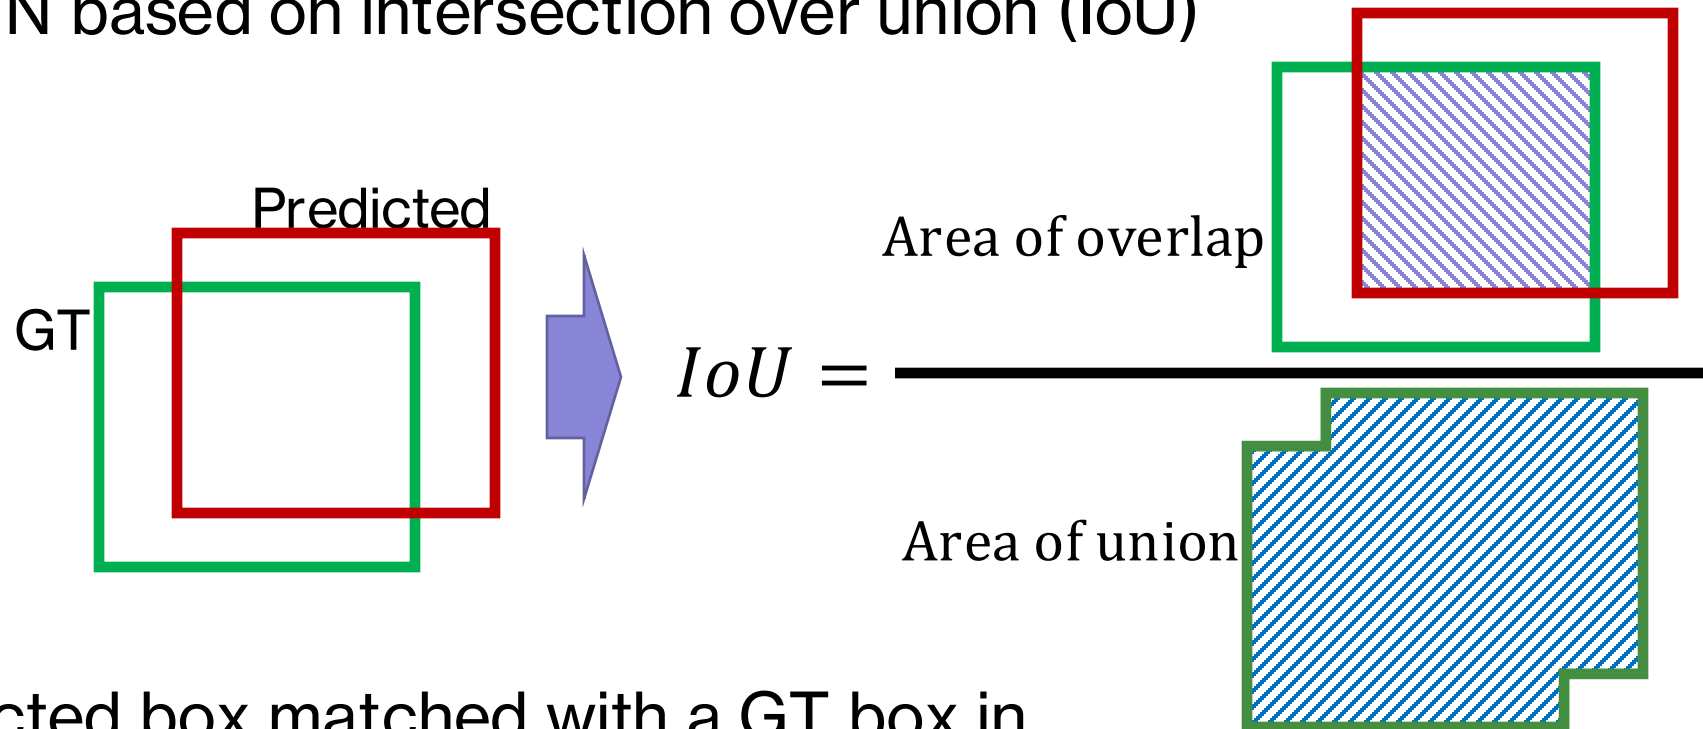 N based on intersection over union (IoU)
Predicted
GT
Area of overlap
IoU =
Area of union
cted box matched with a GT box in